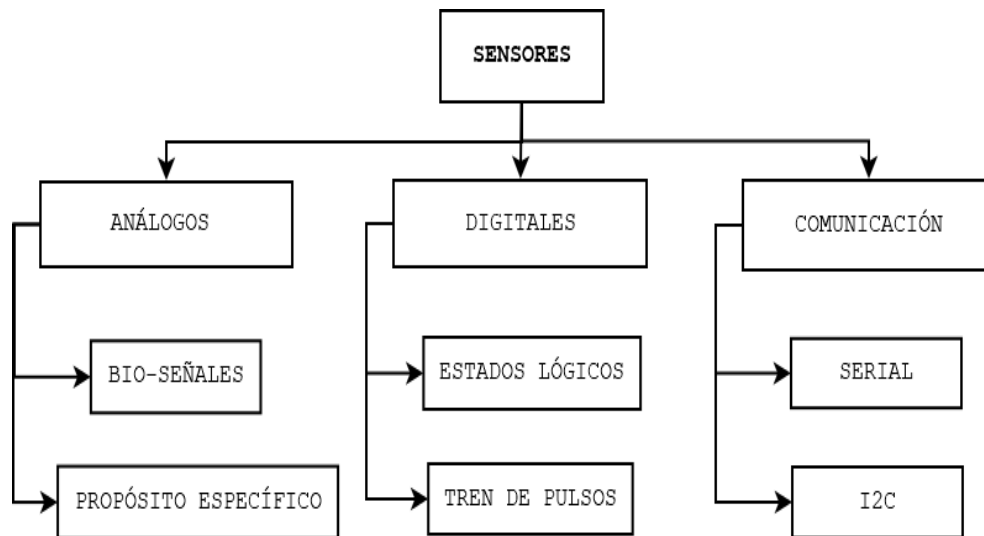 SENSORES
ANÁLOGOS
DIGITALES
COMUNICACIÓN
BIO-SEÑALES
ESTADOS LÓGICOS
SERIAL
PROPÓSITO ESPECÍFICO
TREN DE PULSOS
I2C